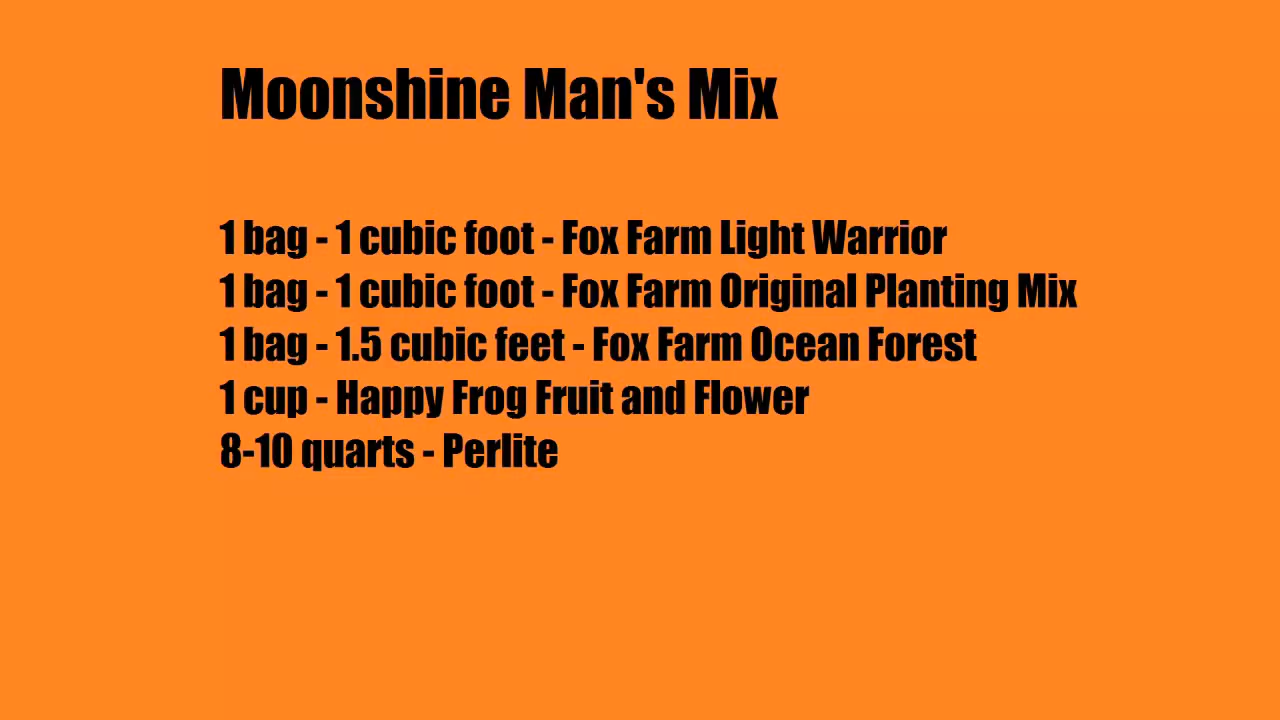 Moonshine Man's Mix
1 bag - 1 cubic foot - Fox Farm Light Warrior
1 bag - 1 cubic foot - Fox Farm Original Planting Mix
1 bag - 1.5 cubic feet - Fox Farm Ocean Forest
1 cup - Happy Frog Fruit and Flower
8-10 quarts - Perlite